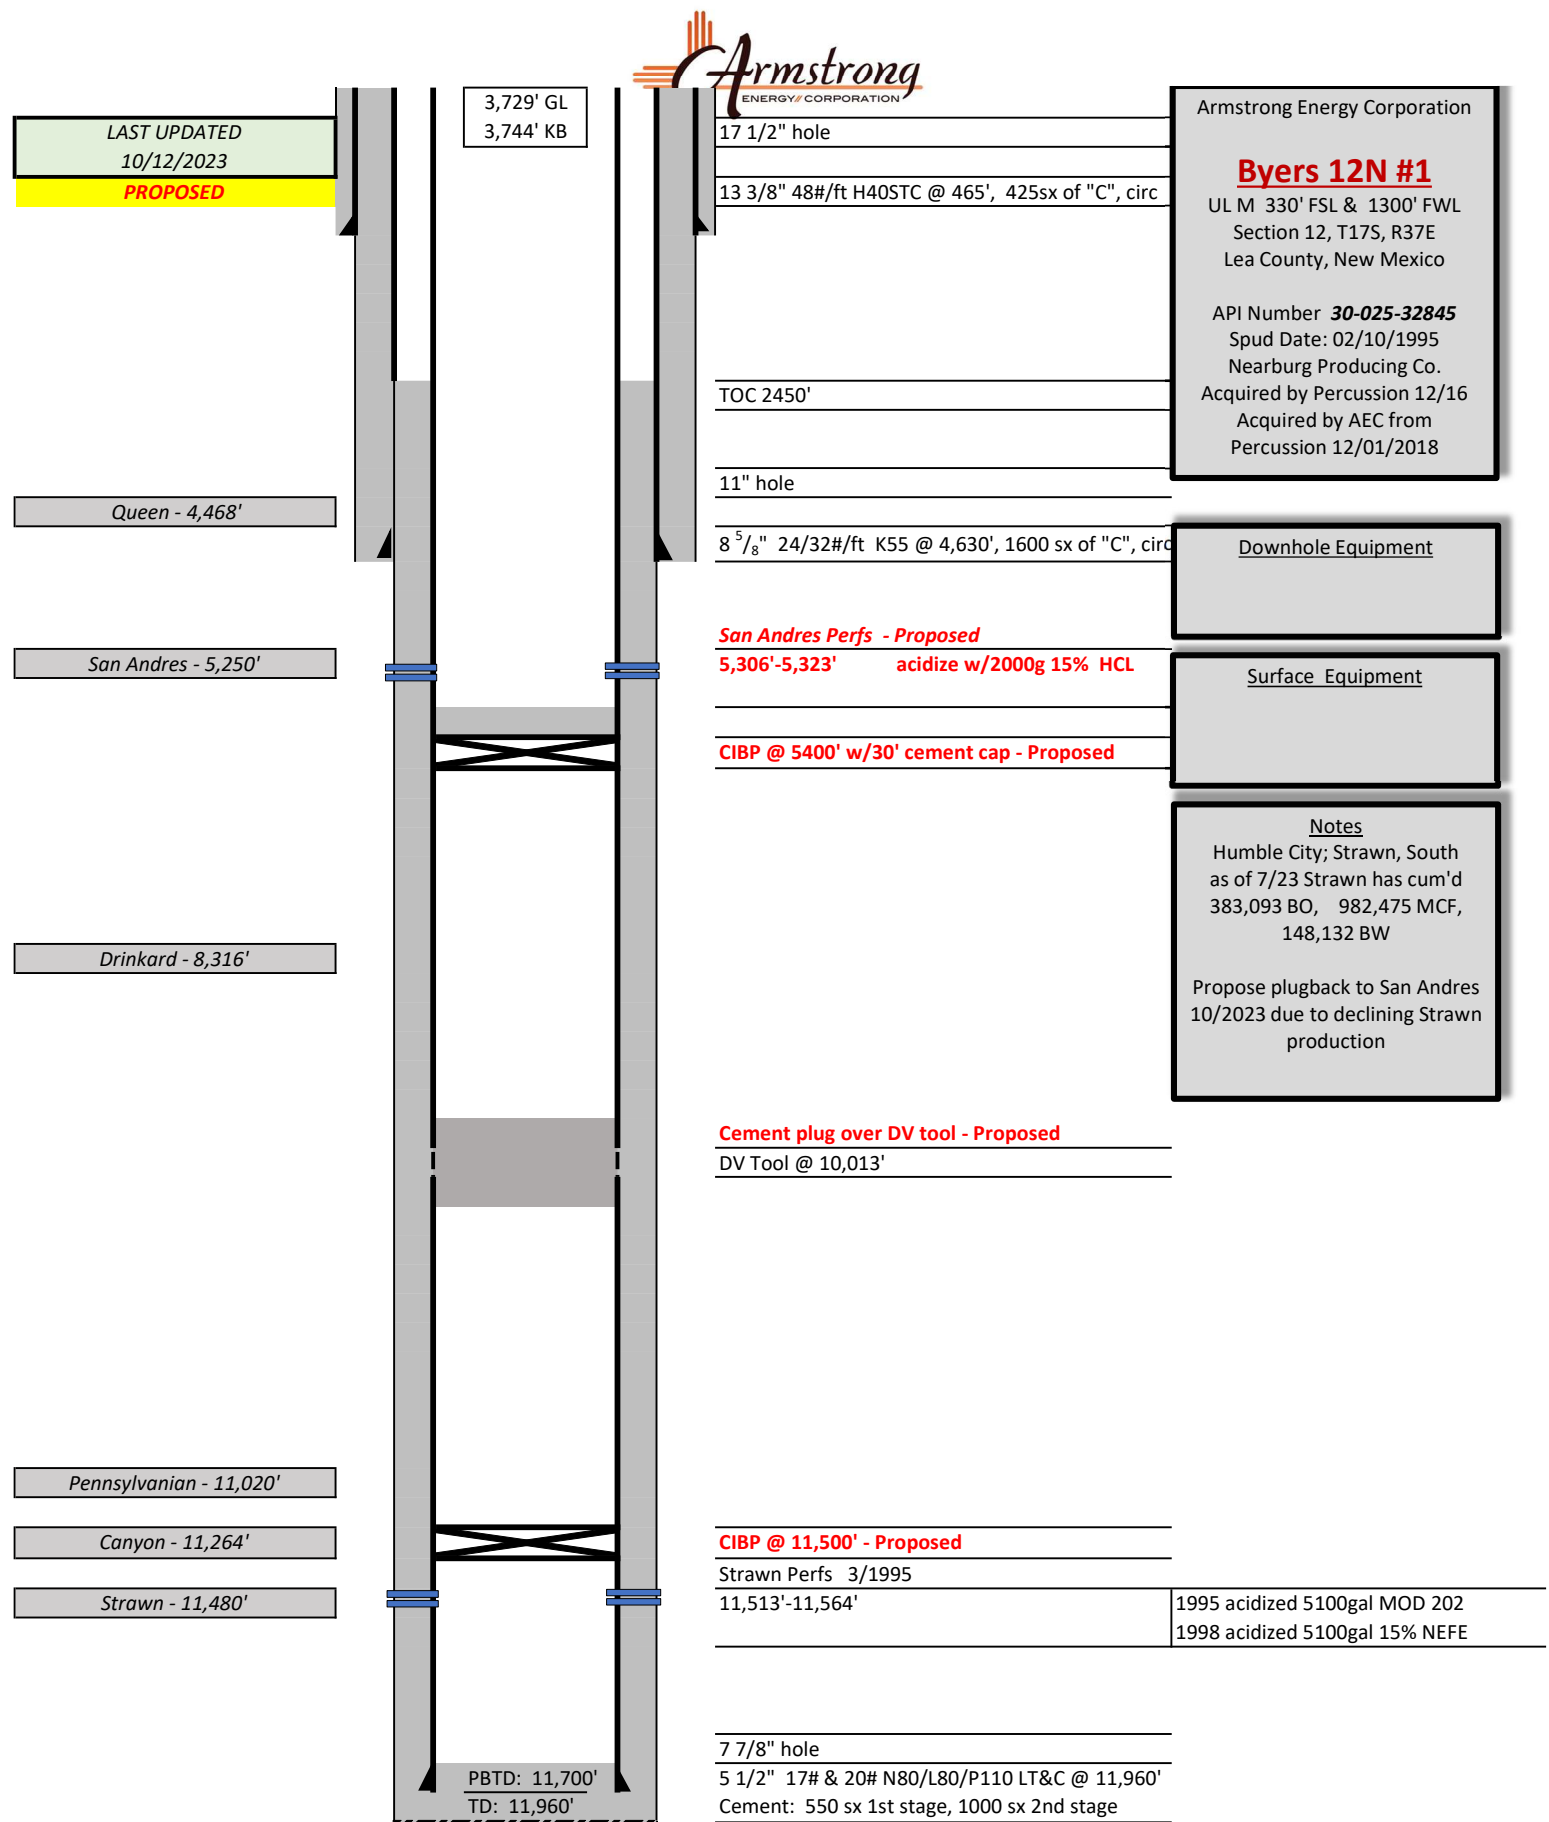 Armstrong
ENERGY//CORPORATION
3,729' GL
3,744' KB
LAST UPDATED
10/12/2023
PROPOSED
17 1/2" hole
13 3/8" 48#/ft H40STC @ 465', 425sx of "C", circ
Armstrong Energy Corporation
Byers 12N #1
UL M 330' FSL & 1300' FWL
Section 12, T17S, R37E
Lea County, New Mexico
API Number 30-025-32845
Spud Date: 02/10/1995
Nearburg Producing Co.
Acquired by Percussion 12/16
Acquired by AEC from
Percussion 12/01/2018
TOC 2450'
11" hole
Queen - 4,468'
8 5/8" 24/32#/ft K55 @ 4,630', 1600 sx of "C", circ
Downhole Equipment
San Andres Perfs - Proposed
San Andres - 5,250'
5,306'-5,323' acidize w/2000g 15% HCL
Surface Equipment
CIBP @ 5400' w/30' cement cap - Proposed
Notes
Humble City; Strawn, South
as of 7/23 Strawn has cum'd
383,093 BO, 982,475 MCF,
148,132 BW
Propose plugback to San Andres
10/2023 due to declining Strawn
production
Drinkard - 8,316'
Cement plug over DV tool - Proposed
DV Tool @ 10,013'
Pennsylvanian - 11,020'
Canyon - 11,264'
CIBP @ 11,500' - Proposed
Strawn Perfs 3/1995
Strawn - 11,480'
11,513'-11,564'
1995 acidized 5100gal MOD 202
1998 acidized 5100gal 15% NEFE
7 7/8" hole
PBTD: 11,700'
5 1/2" 17# & 20# N80/L80/P110 LT&C @ 11,960'
TD: 11,960'
Cement: 550 sx 1st stage, 1000 sx 2nd stage